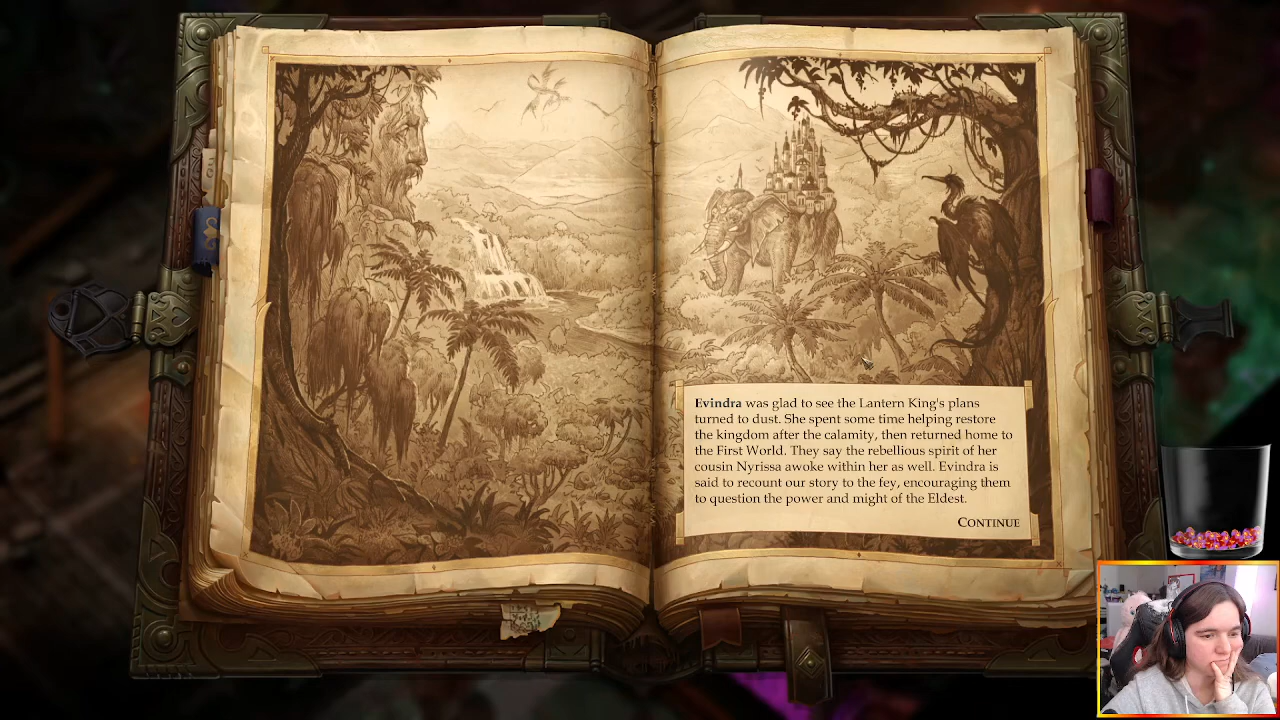 Evindra was glad to see the Lantern King's plans
turned to dust. She spent some time helping restore
the kingdom after the calamity, then returned home to
the First World. They say the rebellious spirit of her
cousin Nyrissa awoke within her as well. Evindra is
said to recount our story to the fey, encouraging them
to question the power and might of the Eldest.
CONTINUE